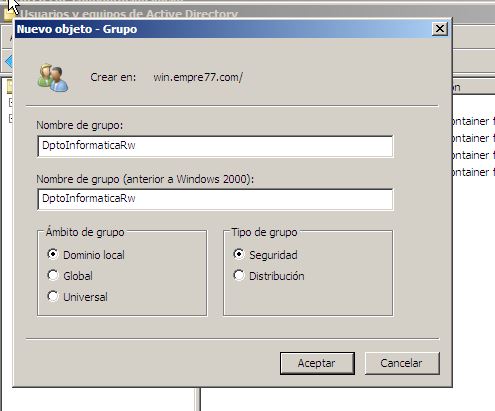 Usuarios y equipos de Active Directory
Nuevo objeto - Grupo
Crear en: win.empre77.com/
Nombre de grupo:
DptoInformaticaRw
Nombre de grupo (anterior a Windows 2000):
DptoInformaticaRw
Ámbito de grupo
Dominio local
Global
Universal
Tipo de grupo
Seguridad
Distribución
Aceptar
Cancelar
ontainer f
ontainer f
ontainer f
ontainer f